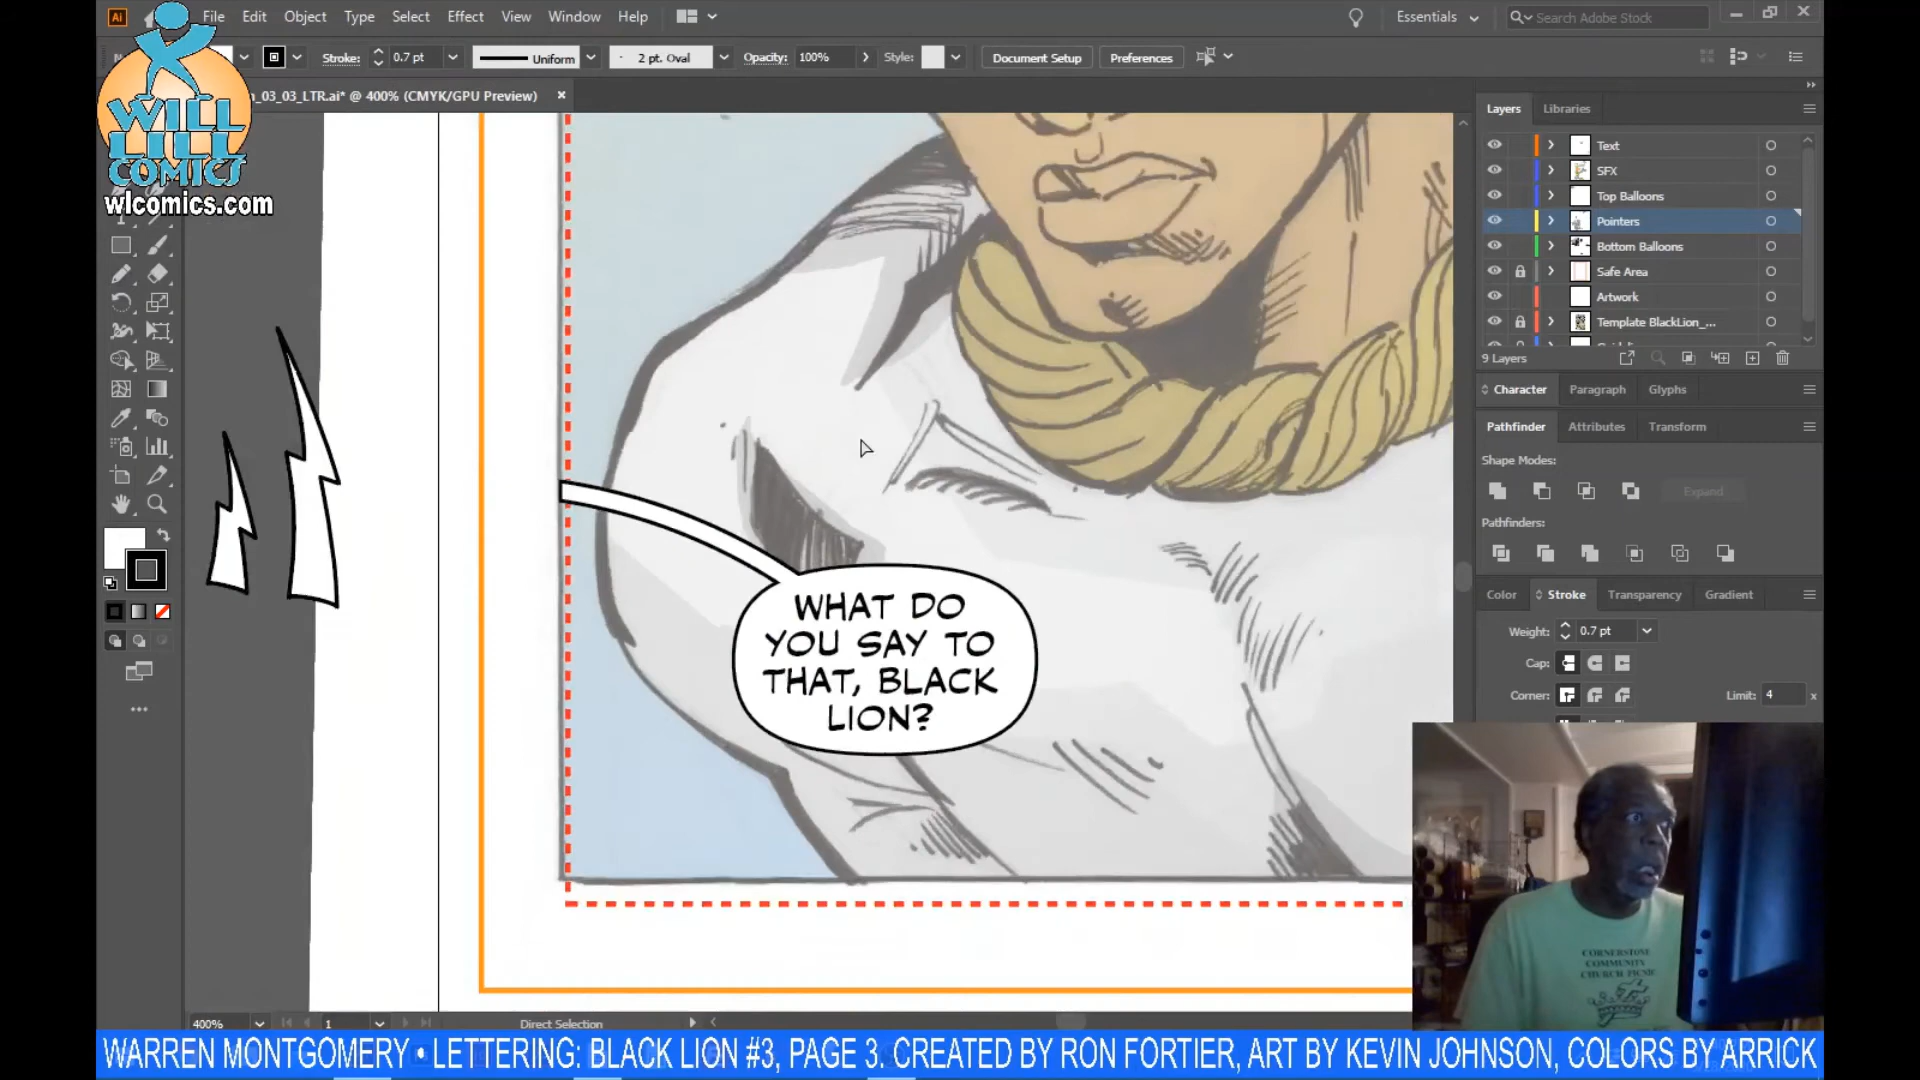 Ai File Edit Object Type Select Effect View Window Help Essentials Search Adobe Stock
Stroke: 0.7 pt Uniform 2 pt. Oval Opacity: 100% Style: Document Setup Preferences
_03_03_LTR.ai* @ 400% (CMYK/GPU Preview)
WILL
LILL
COMICS
wlcomics.com
WHAT DO
YOU SAY TO
THAT, BLACK
LION?
Layers Libraries
Text
SFX
Top Balloons
Pointers
Bottom Balloons
Safe Area
Artwork
Template BlackLion_...
9 Layers
Character Paragraph Glyphs
Pathfinder Attributes Transform
Shape Modes:
Expand
Pathfinders:
Color Stroke Transparency Gradient
Weight: 0.7 pt
Cap:
Corner: Limit: 4 x
CORNERSTONE
COMMUNITY
CHURCH PICNIC
400% 1 Direct Selection
WARREN MONTGOMERY • LETTERING: BLACK LION #3, PAGE 3. CREATED BY RON FORTIER, ART BY KEVIN JOHNSON, COLORS BY ARRICK